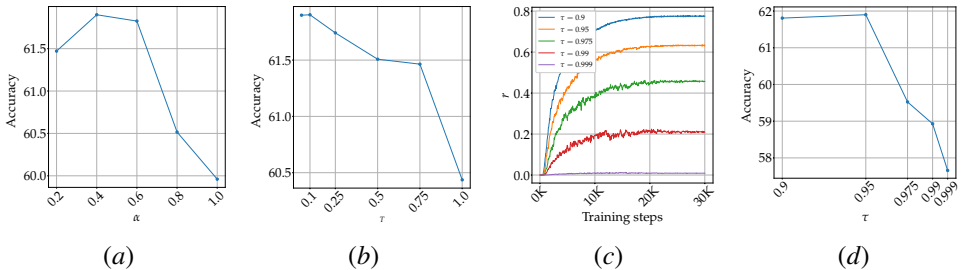 Accuracy
61.5
61.0
60.5
60.0
0.2
0.4
0.6
0.8
1.0
α
(a)
Accuracy
61.5
61.0
60.5
0.1
0.25
0.5
0.75
1.0
τ
(b)
r
0.8
0.6
0.4
0.2
0.0
τ = 0.9
τ = 0.95
τ = 0.975
τ = 0.99
τ = 0.999
0K
10K
20K
30K
Training steps
(c)
Accuracy
62
61
60
59
58
0.9
0.95
0.975
0.99
0.999
τ
(d)